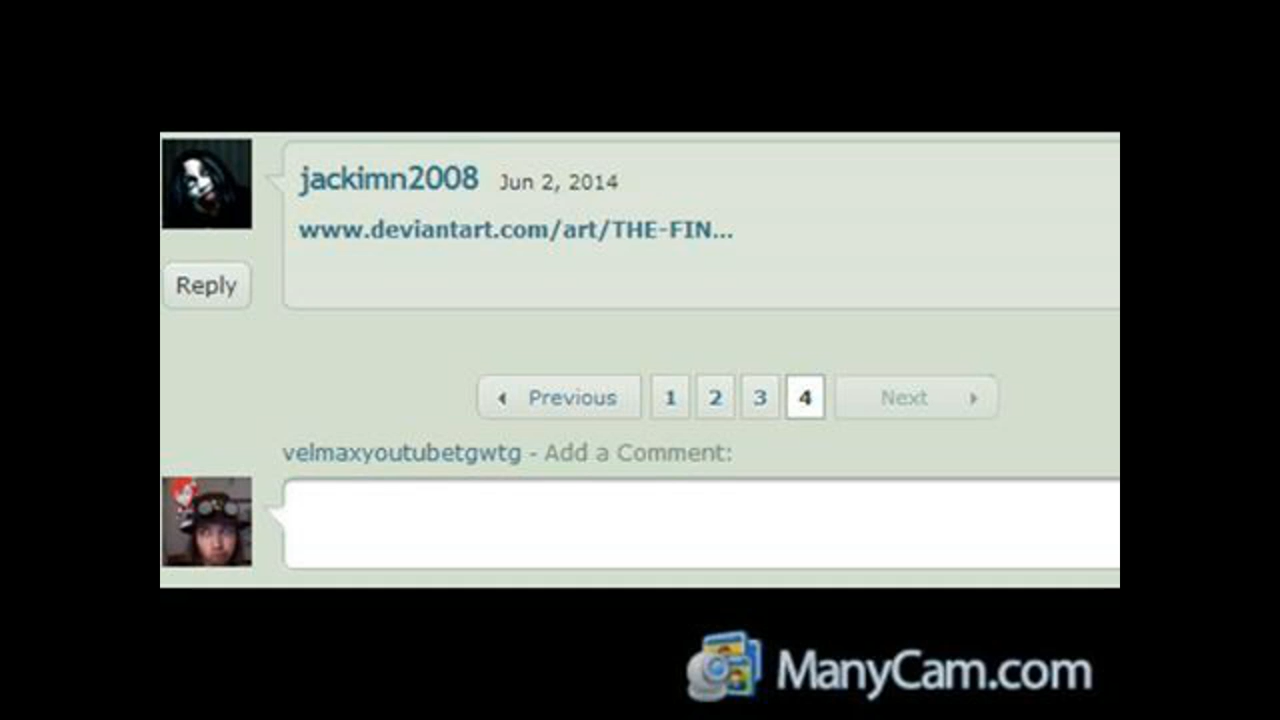 jackimn2008 Jun 2, 2014
www.deviantart.com/art/THE-FIN...
Reply
Previous 1 2 3 4 Next
velmaxyoutubetgwtg - Add a Comment:
ManyCam.com